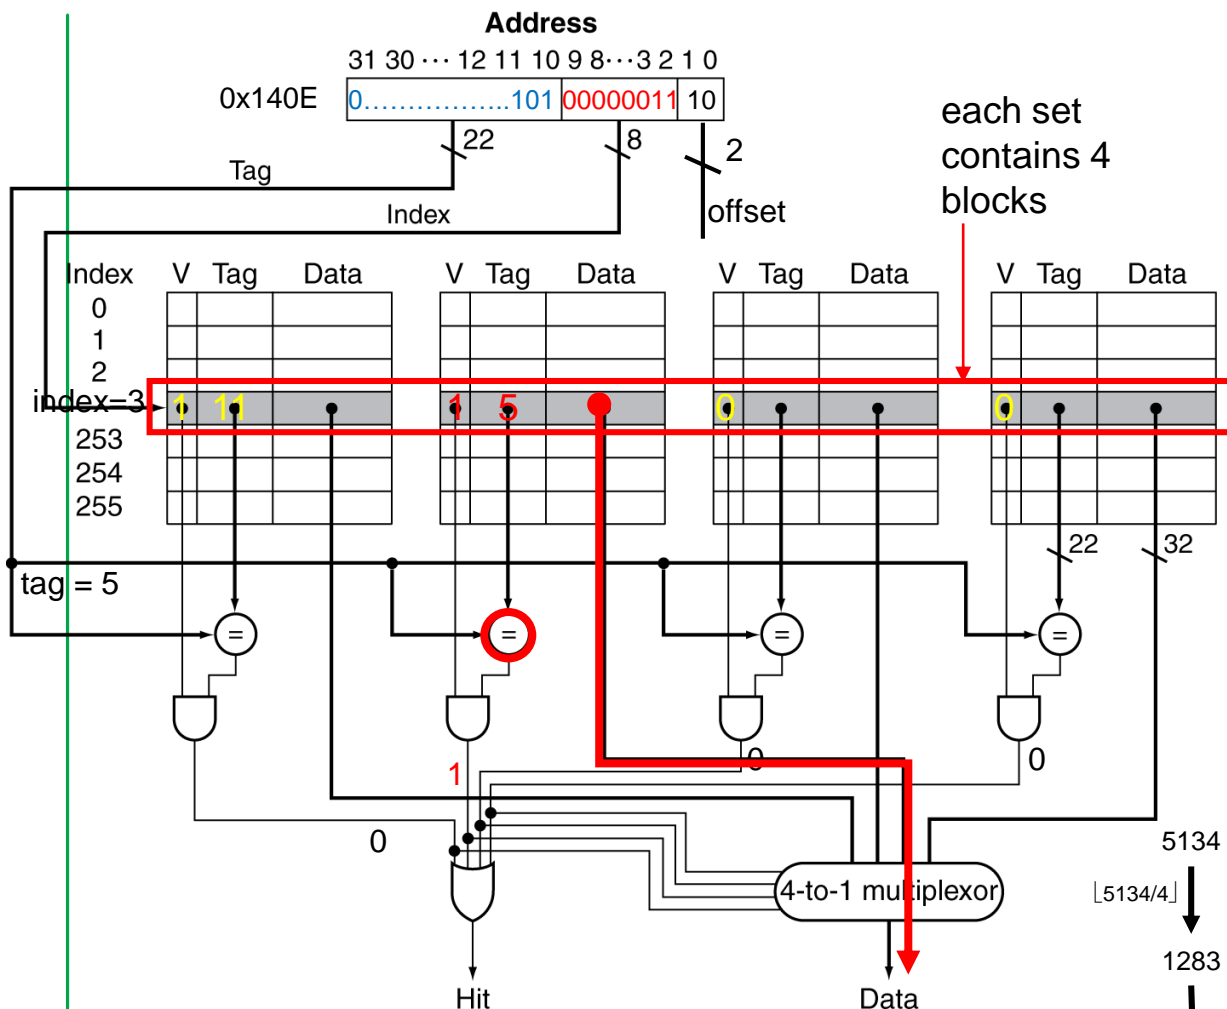 Address
31 30 ··· 12 11 10 9 8···3 2 1 0
0x140E 0……………..101 00000011 10
22 8 2
Tag
Index
offset
each set
contains 4
blocks
Index V Tag Data V Tag Data V Tag Data V Tag Data
0
1
2
index=3 1 11 1 5 0 0
253
254
255
22 32
tag = 5
= = = =
1 0 0
0
4-to-1 multiplexor
Hit
Data
5134
⌊5134/4⌋
1283